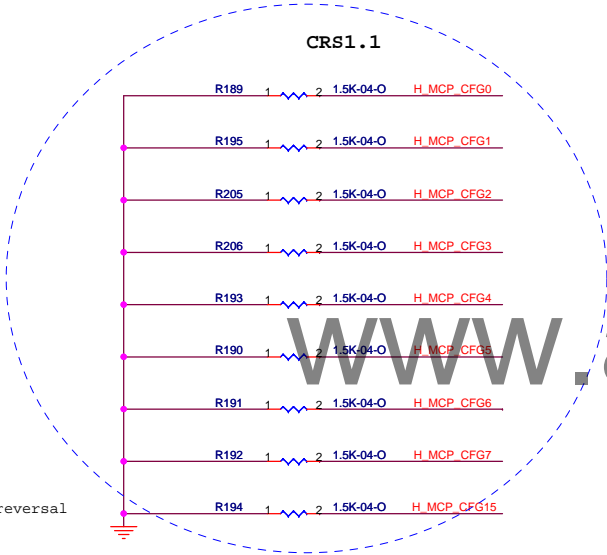 CRS1.1
R189 1 2 1.5K-04-O H_MCP_CFG0
R195 1 2 1.5K-04-O H_MCP_CFG1
R205 1 2 1.5K-04-O H_MCP_CFG2
R206 1 2 1.5K-04-O H_MCP_CFG3
R193 1 2 1.5K-04-O H_MCP_CFG4
www.
R190 1 2 1.5K-04-O H_MCP_CFG5
R191 1 2 1.5K-04-O H_MCP_CFG6
R192 1 2 1.5K-04-O H_MCP_CFG7
reversal R194 1 2 1.5K-04-O H_MCP_CFG15